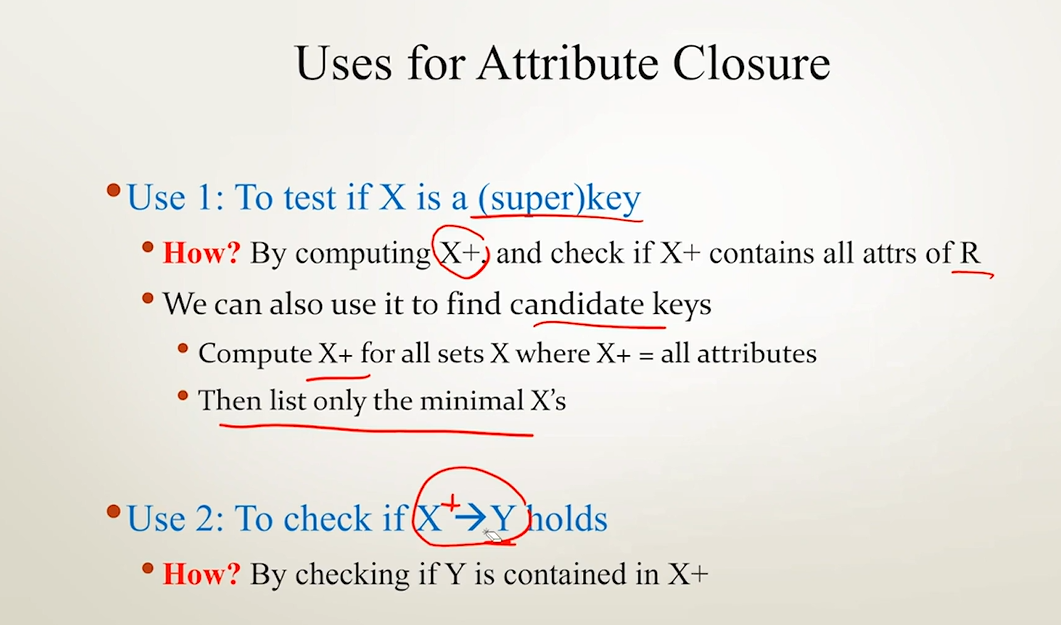 Uses for Attribute Closure
•Use 1: To test if X is a (super)key
• How? By computing X+, and check if X+ contains all attrs of R
• We can also use it to find candidate keys
• Compute X+ for all sets X where X+ = all attributes
• Then list only the minimal X's
•Use 2: To check if X+→Y holds
• How? By checking if Y is contained in X+